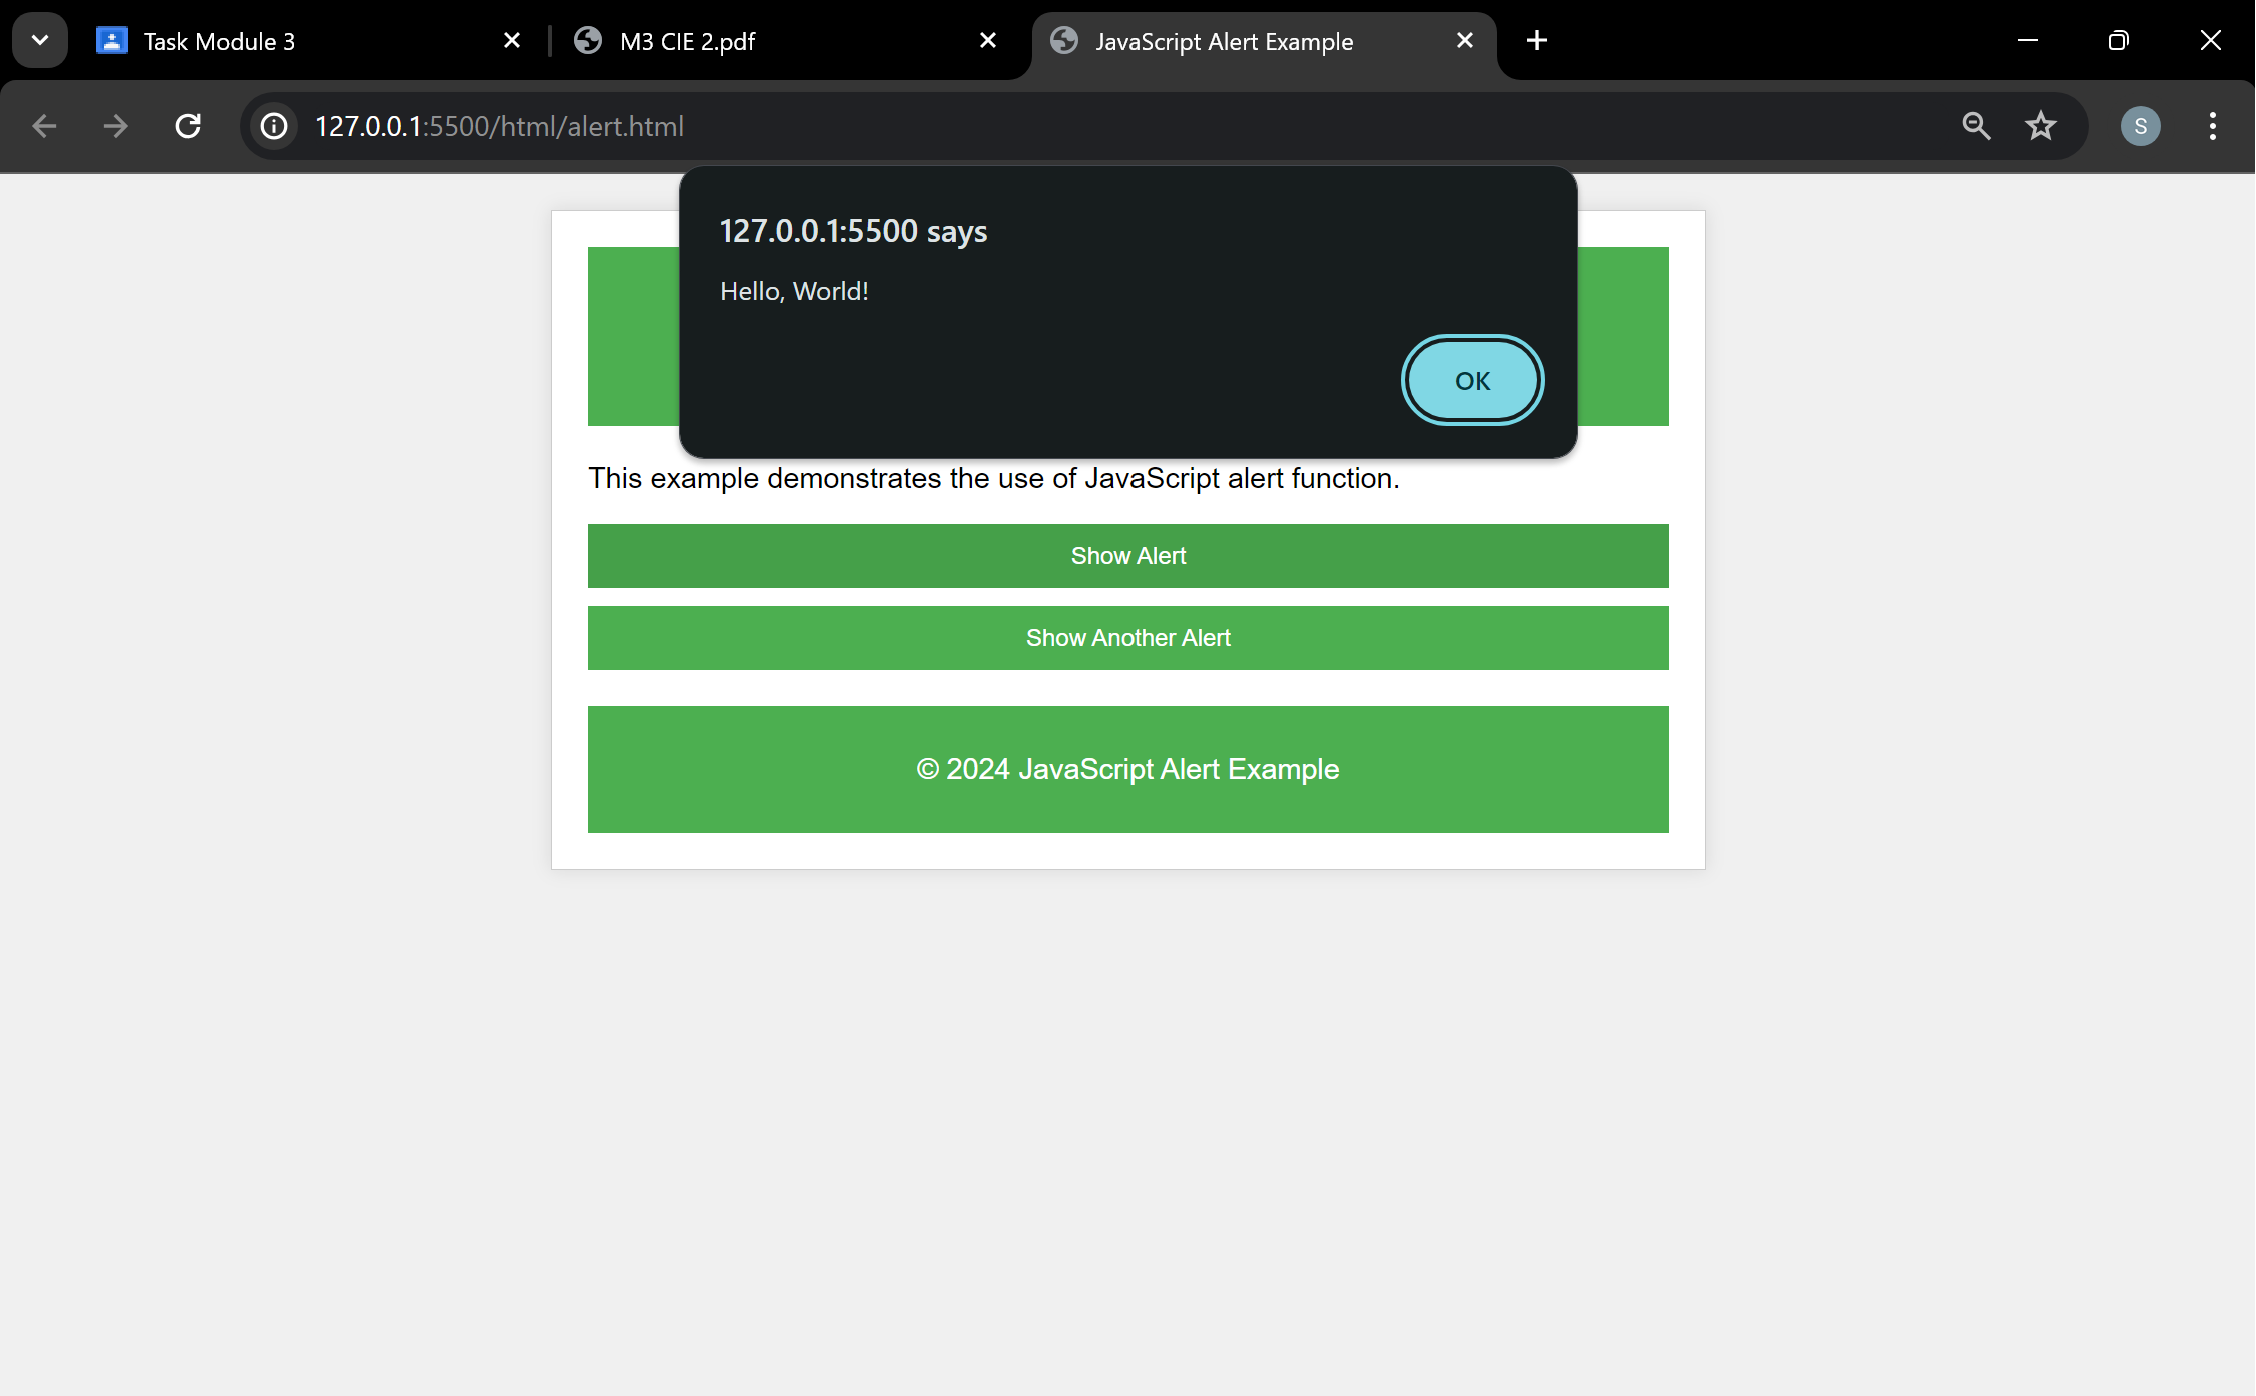 Task Module 3
M3 CIE 2.pdf
JavaScript Alert Example
127.0.0.1:5500/html/alert.html
S
127.0.0.1:5500 says
Hello, World!
OK
This example demonstrates the use of JavaScript alert function.
Show Alert
Show Another Alert
© 2024 JavaScript Alert Example